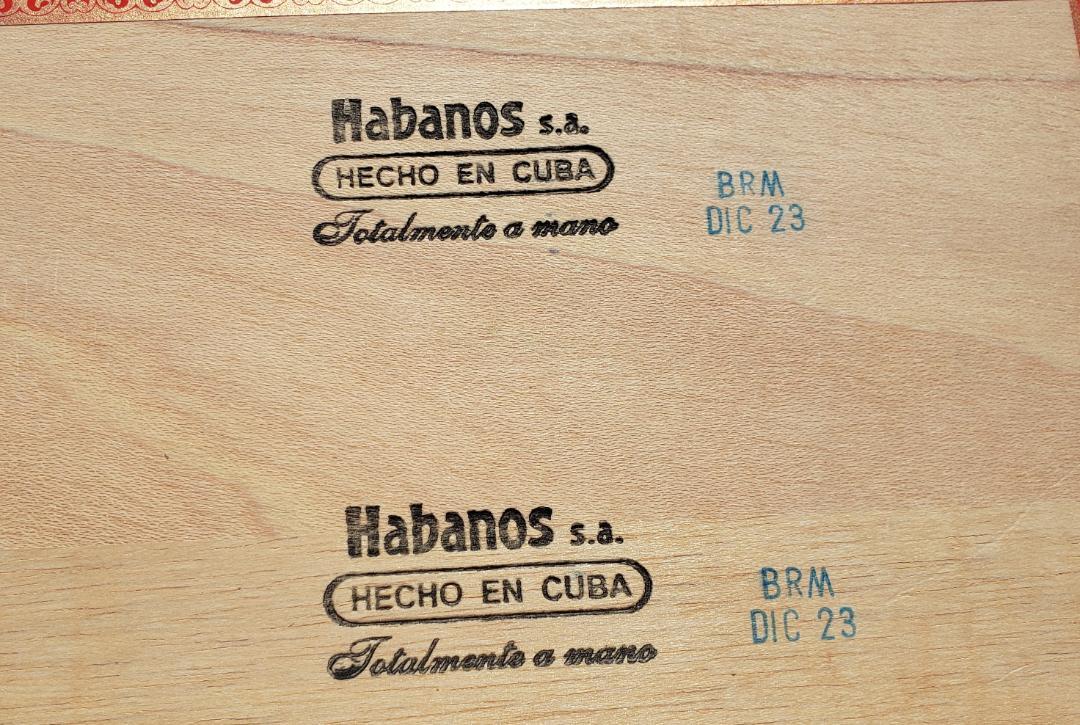 Habanos s.a.
HECHO EN CUBA
Totalmente a mano
BRM
DIC 23
Habanos s.a.
HECHO EN CUBA
Totalmente a mano
BRM
DIC 23